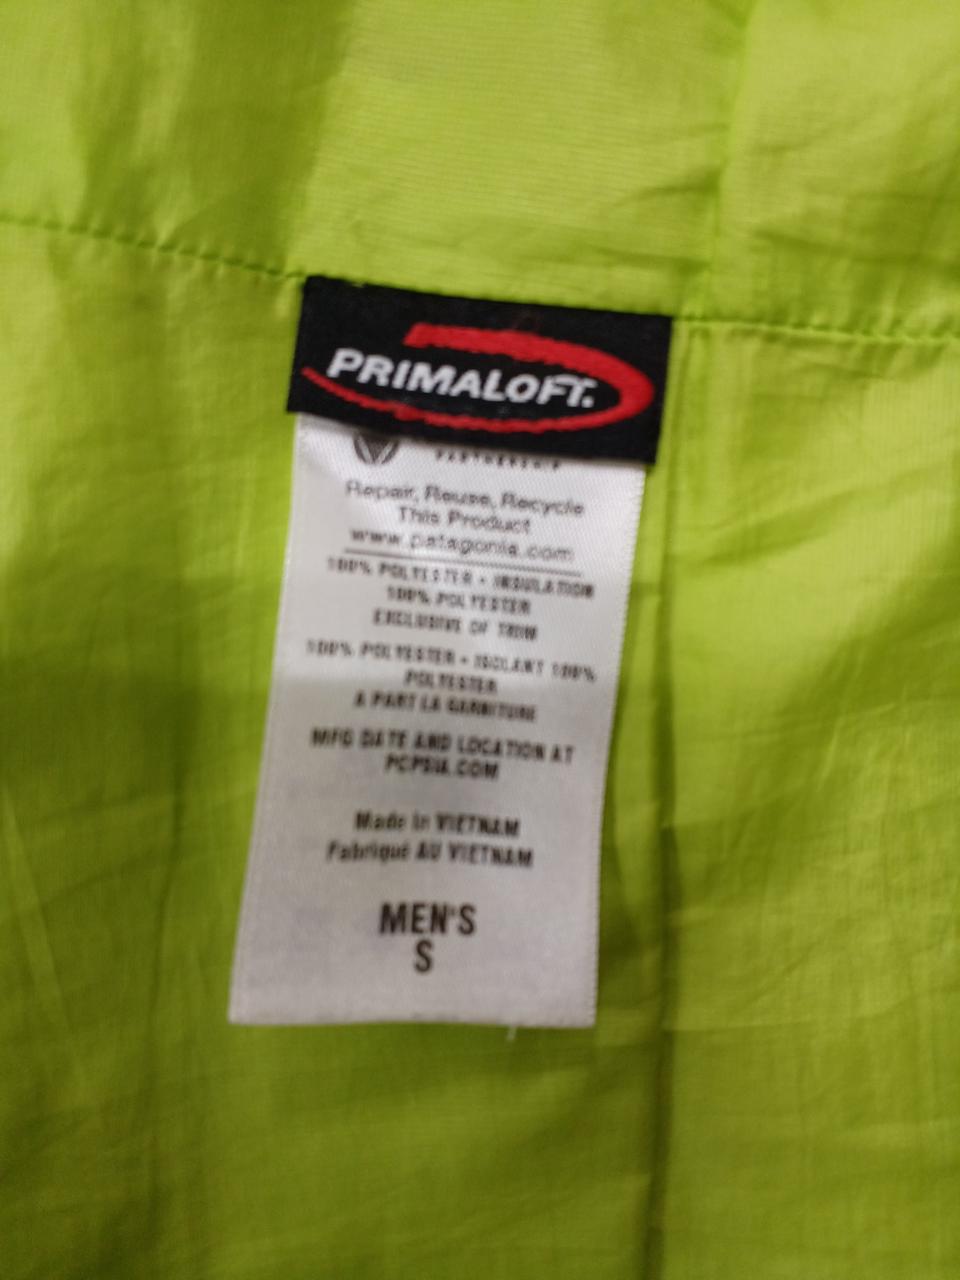 PRIMALOFT.
PARTNERSHIP
Repair, Reuse, Recycle
This Product
www.patagonia.com
100% POLYESTER • INSULATION
100% POLYESTER
EXCLUSIVE OF TRIM
100% POLYESTER • ISOLANT 100%
POLYESTER
A PART LA GARNITURE
MFG DATE AND LOCATION AT
PCPSIA.COM
Made in VIETNAM
Fabriqué AU VIETNAM
MEN'S
S